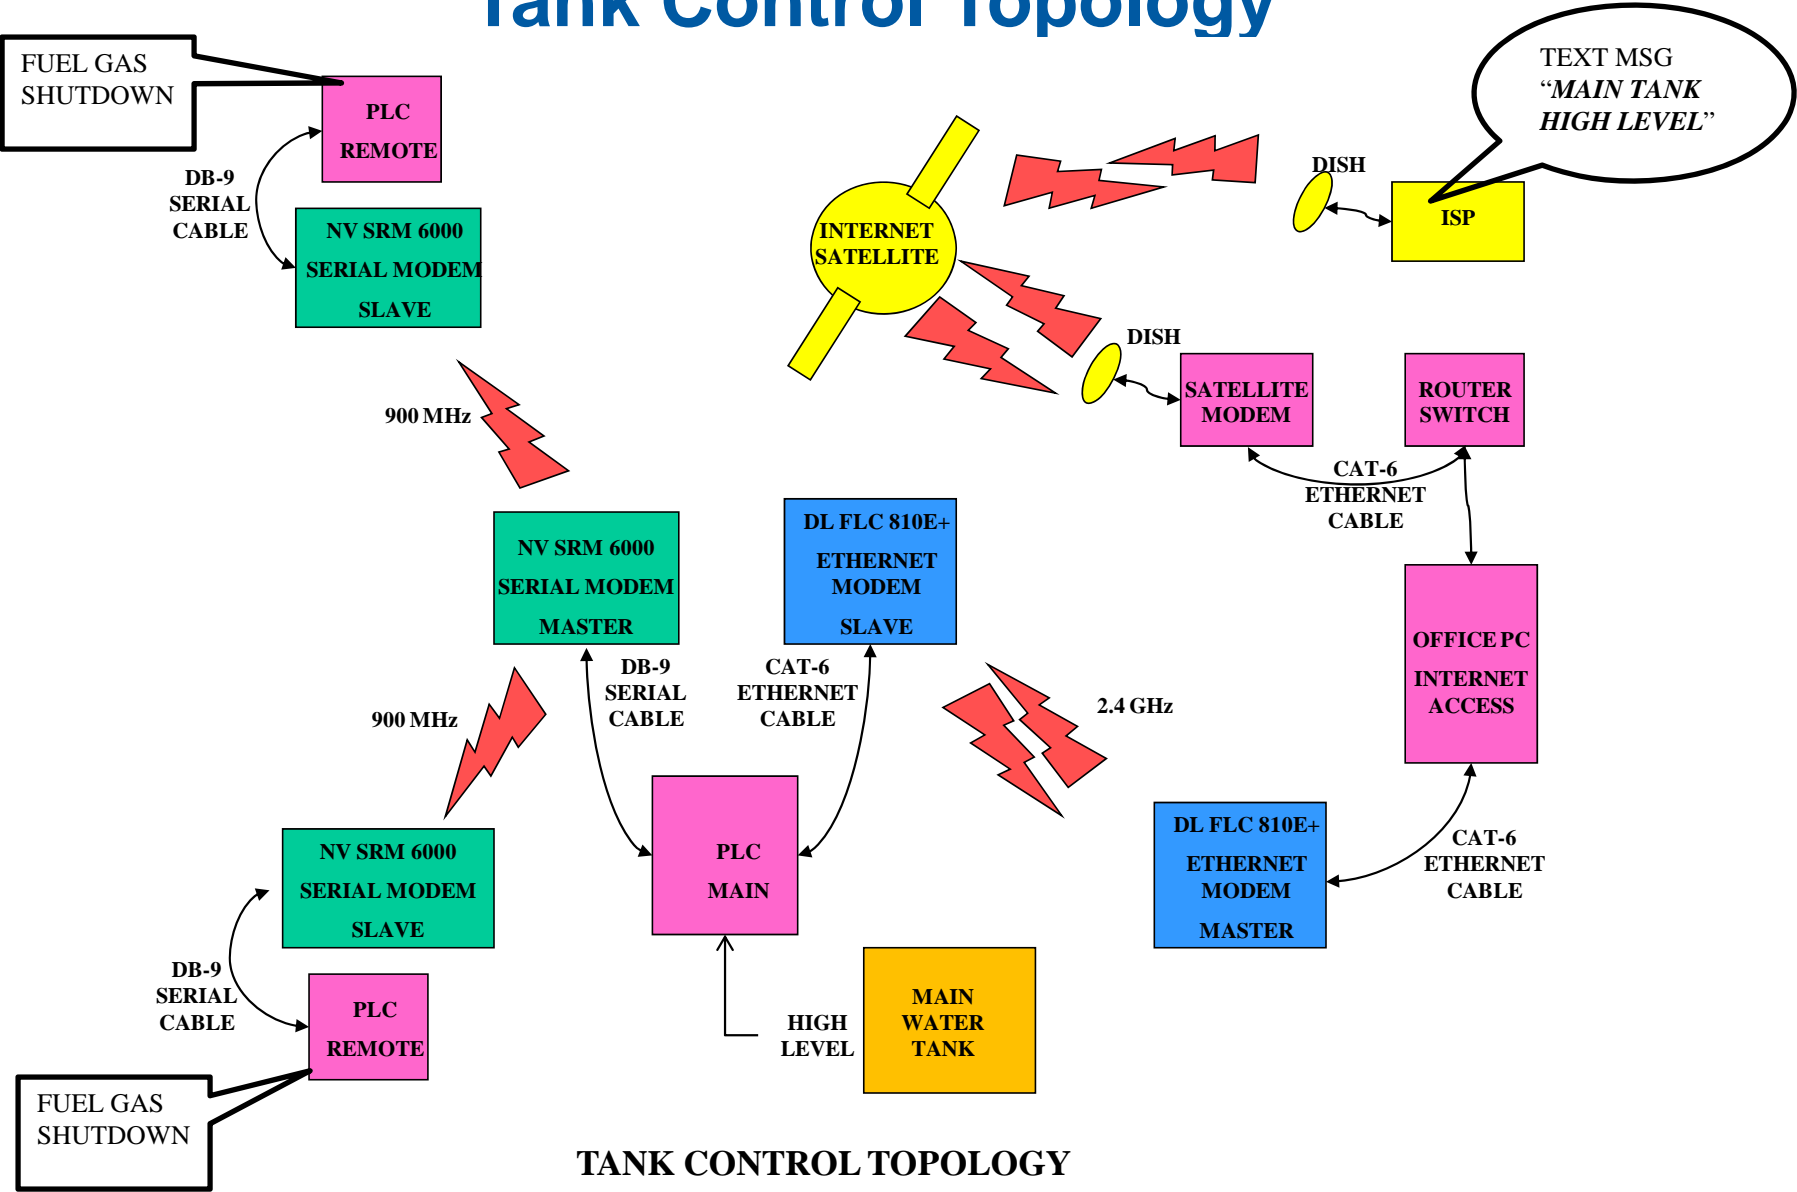 Tank Control Topology
FUEL GAS
SHUTDOWN
PLC
REMOTE
DB-9
SERIAL
CABLE
NV SRM 6000
SERIAL MODEM
SLAVE
900 MHz
INTERNET
SATELLITE
DISH
ISP
TEXT MSG
“MAIN TANK
HIGH LEVEL”
DISH
SATELLITE
MODEM
ROUTER
SWITCH
CAT-6
ETHERNET
CABLE
NV SRM 6000
SERIAL MODEM
MASTER
DL FLC 810E+
ETHERNET
MODEM
SLAVE
DB-9
SERIAL
CABLE
CAT-6
ETHERNET
CABLE
2.4 GHz
OFFICE PC
INTERNET
ACCESS
900 MHz
PLC
MAIN
DL FLC 810E+
ETHERNET
MODEM
MASTER
CAT-6
ETHERNET
CABLE
NV SRM 6000
SERIAL MODEM
SLAVE
DB-9
SERIAL
CABLE
PLC
REMOTE
HIGH
LEVEL
MAIN
WATER
TANK
FUEL GAS
SHUTDOWN
TANK CONTROL TOPOLOGY